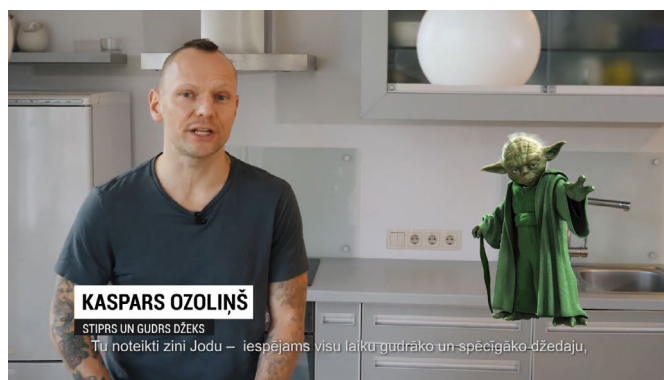 KASPARS OZOLIŅŠ
STIPRS UN GUDRS DŽEKS
Tu noteikti zini Jodu – iespējams visu laiku gudrāko un spēcīgāko džedaju,